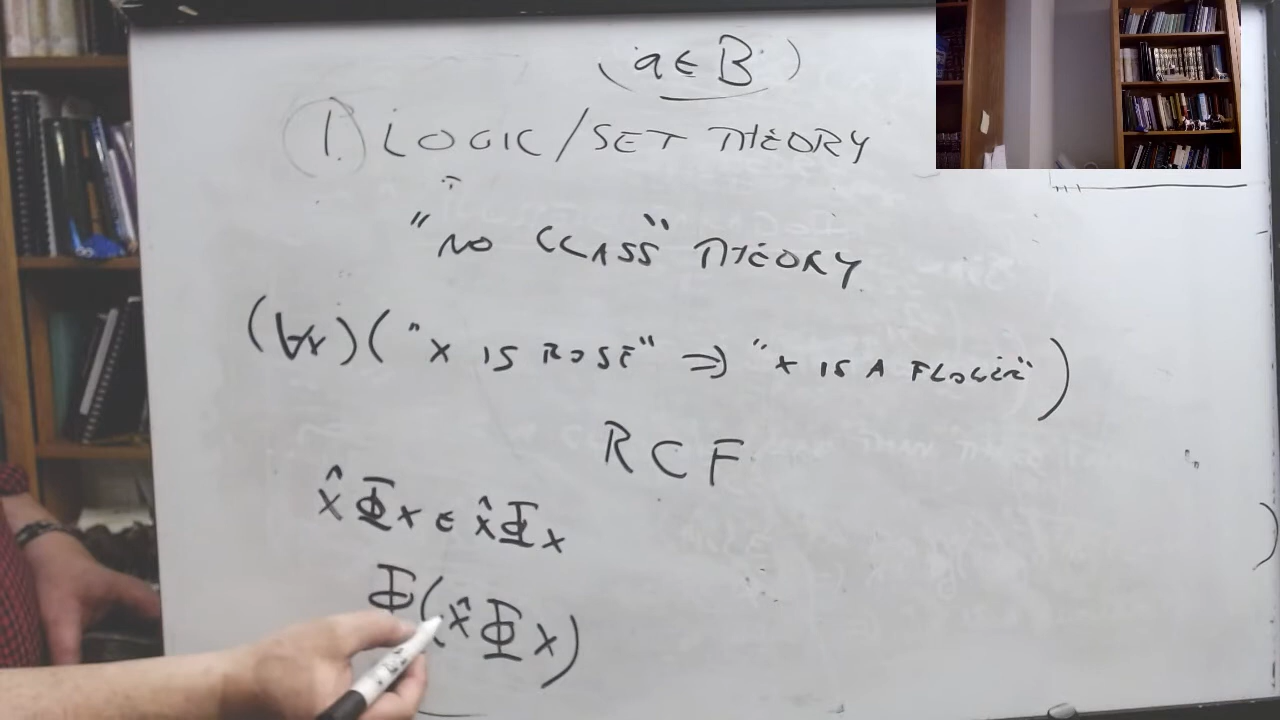 (a ∈ B)
1. LOGIC/SET THEORY
"NO CLASS" THEORY
(∀x)("X IS ROSE" ⇒ "X IS A FLOWER")
RCF
x̂Φx ∈ x̂Φx
Φ(x̂Φx)